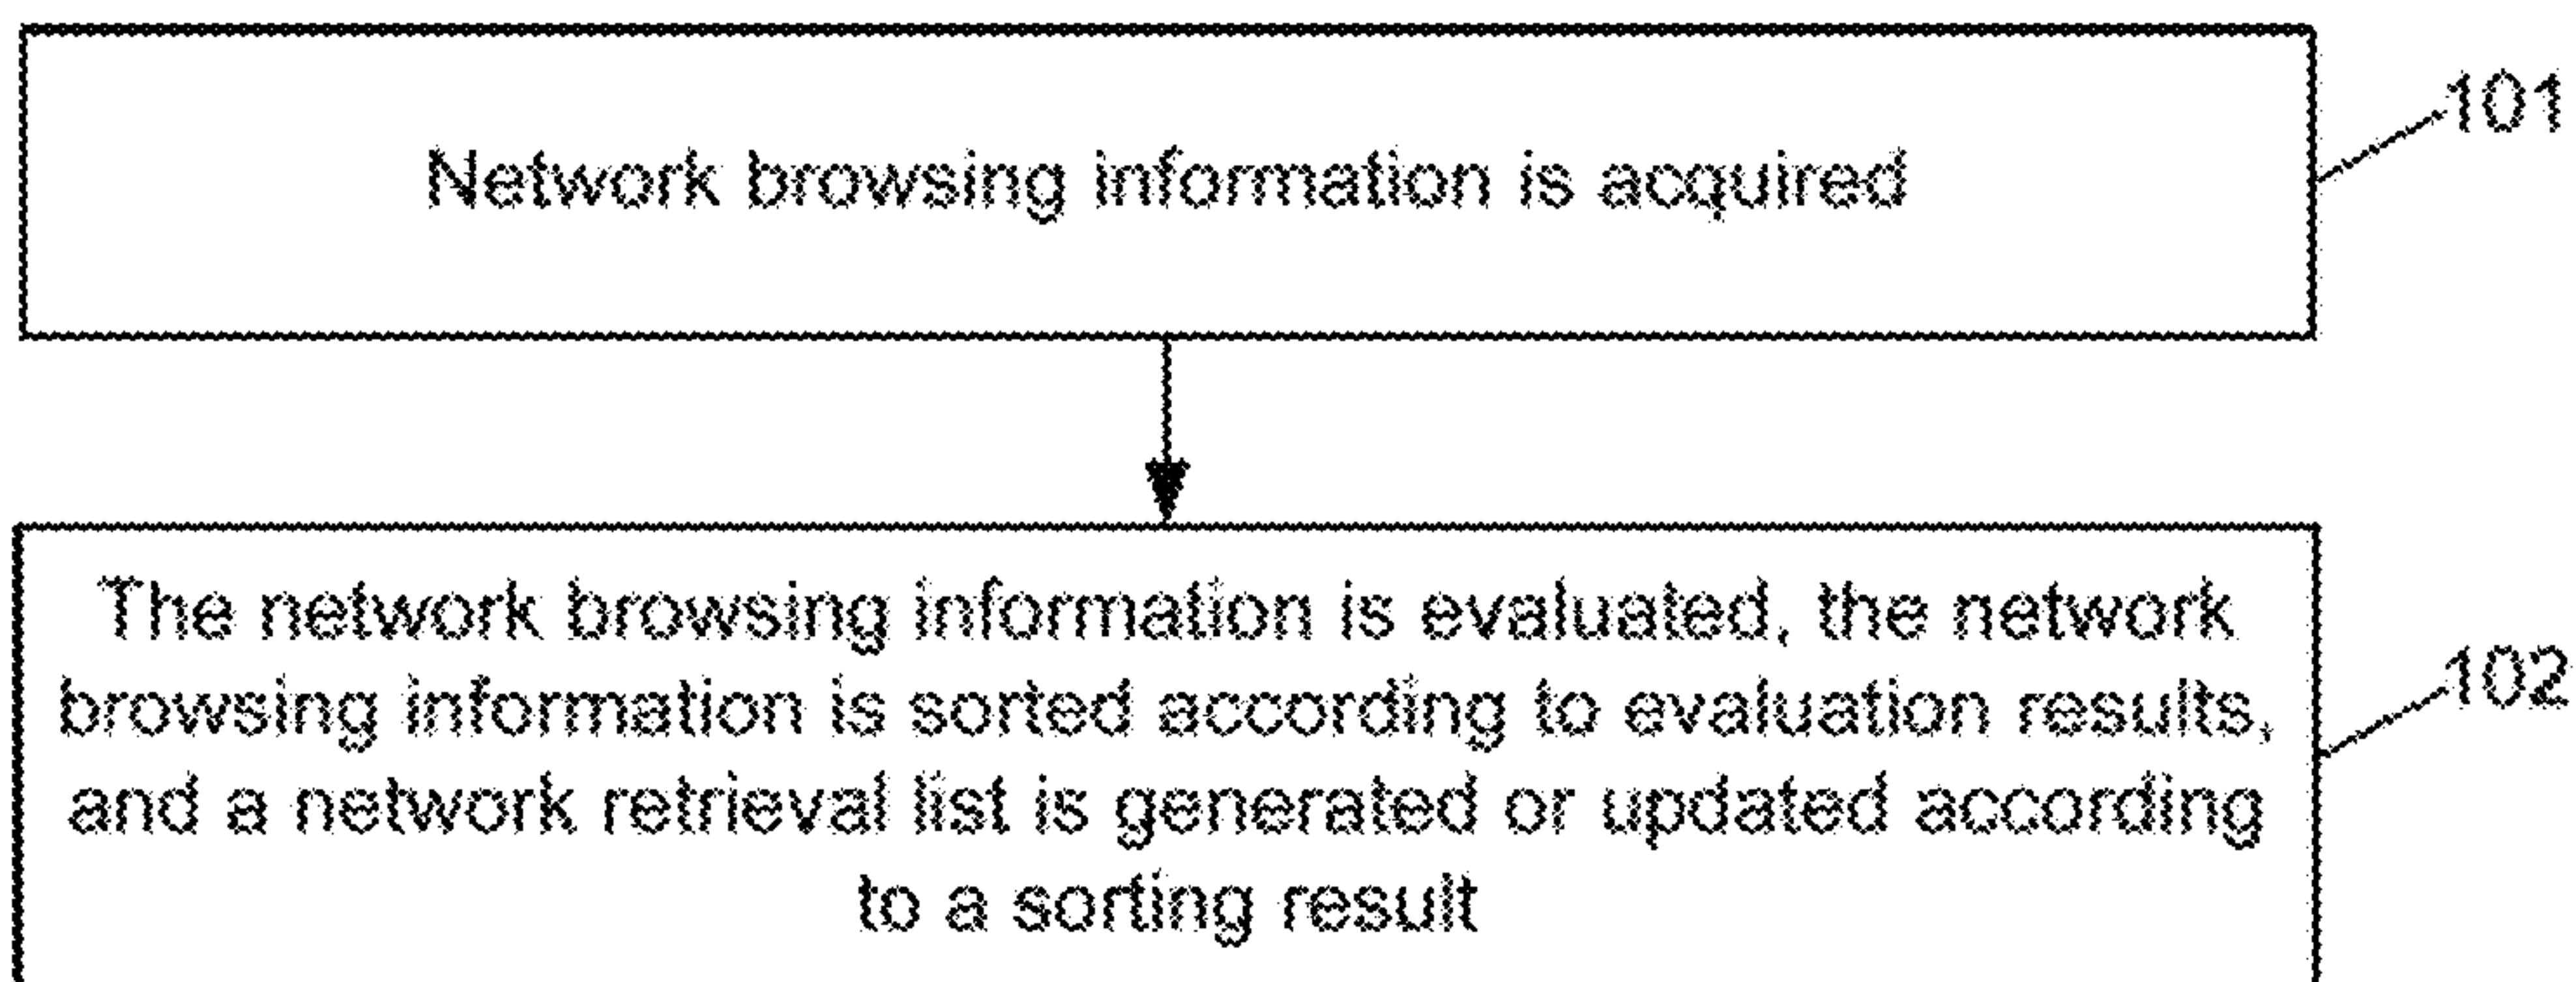 101
Network browsing information is acquired
The network browsing information is evaluated, the network
browsing information is sorted according to evaluation results,
and a network retrieval list is generated or updated according
to a sorting result
102